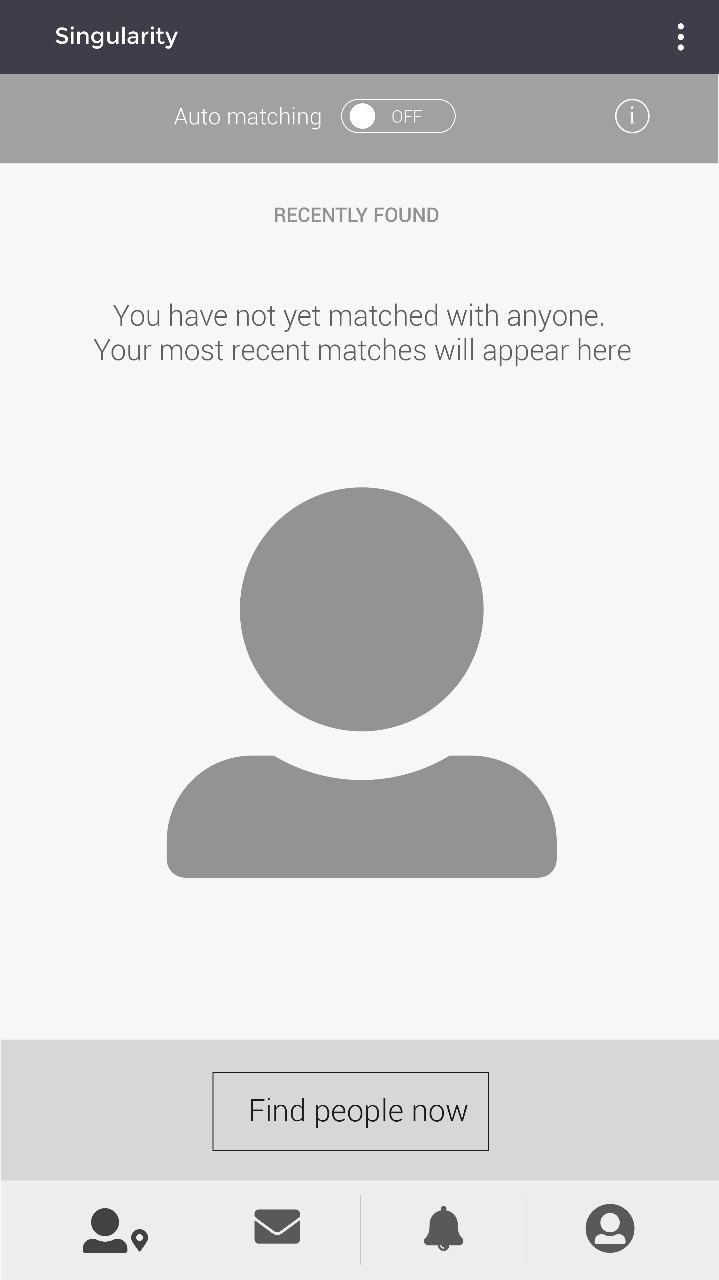 Singularity
Auto matching OFF i
RECENTLY FOUND
You have not yet matched with anyone.
Your most recent matches will appear here
Find people now